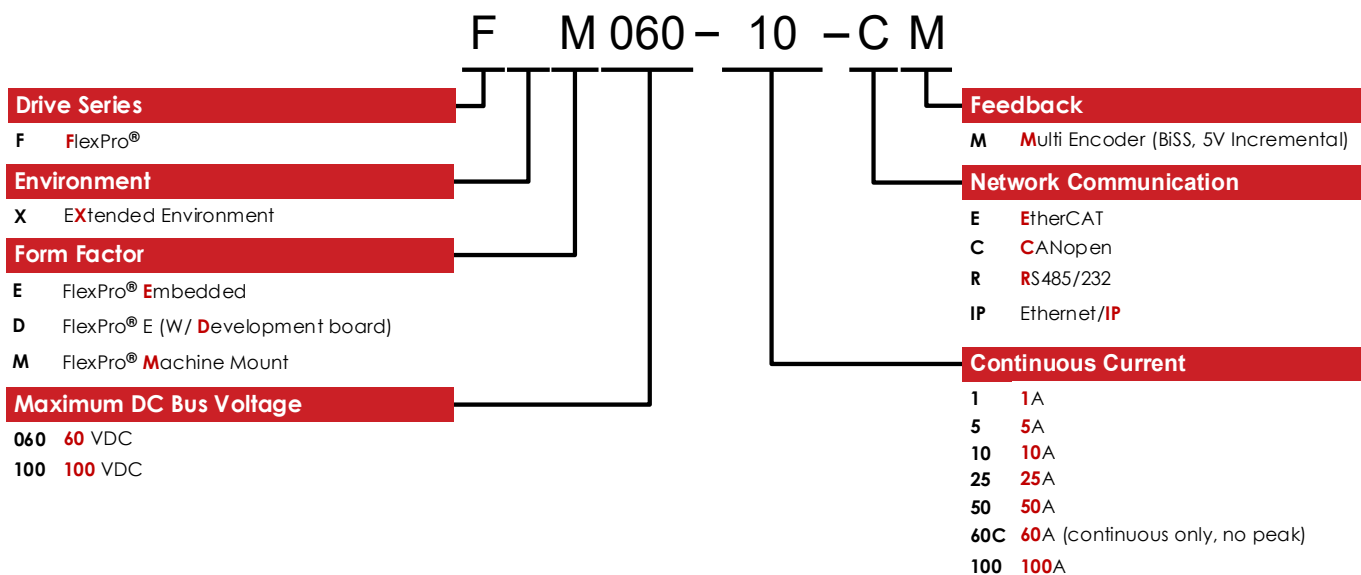 F M 060 – 10 – C M
Drive Series
F FlexPro®
Environment
X EXtended Environment
Form Factor
E FlexPro® Embedded
D FlexPro® E (W/ Development board)
M FlexPro® Machine Mount
Maximum DC Bus Voltage
060 60 VDC
100 100 VDC
Feedback
M Multi Encoder (BiSS, 5V Incremental)
Network Communication
E EtherCAT
C CANopen
R RS485/232
IP Ethernet/IP
Continuous Current
1 1A
5 5A
10 10A
25 25A
50 50A
60C 60A (continuous only, no peak)
100 100A